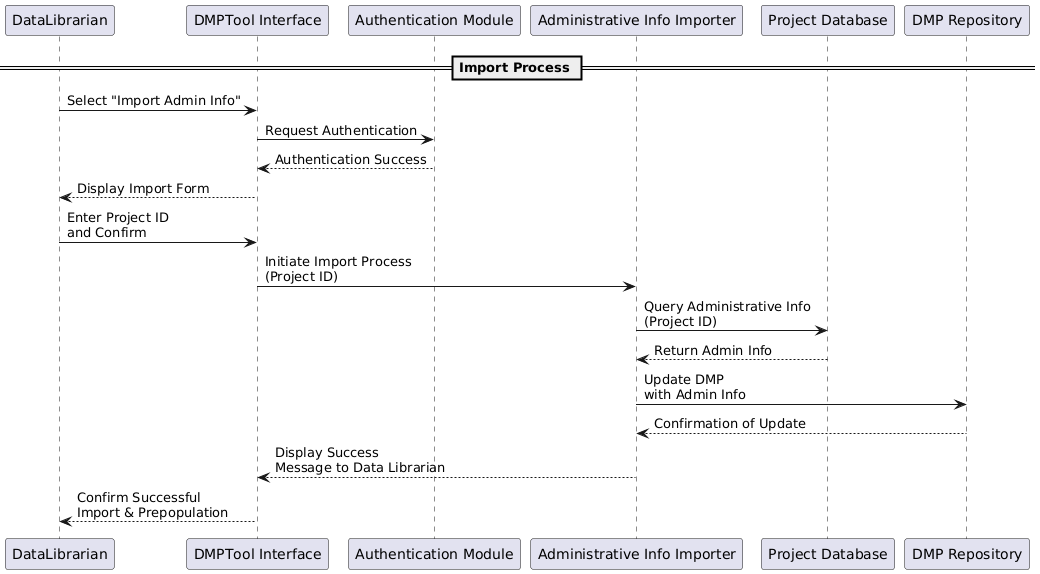 DataLibrarian
DMPTool Interface
Authentication Module
Administrative Info Importer
Project Database
DMP Repository
Import Process
Select "Import Admin Info"
Request Authentication
Authentication Success
Display Import Form
Enter Project ID
and Confirm
Initiate Import Process
(Project ID)
Query Administrative Info
(Project ID)
Return Admin Info
Update DMP
with Admin Info
Confirmation of Update
Display Success
Message to Data Librarian
Confirm Successful
Import & Prepopulation
DataLibrarian
DMPTool Interface
Authentication Module
Administrative Info Importer
Project Database
DMP Repository